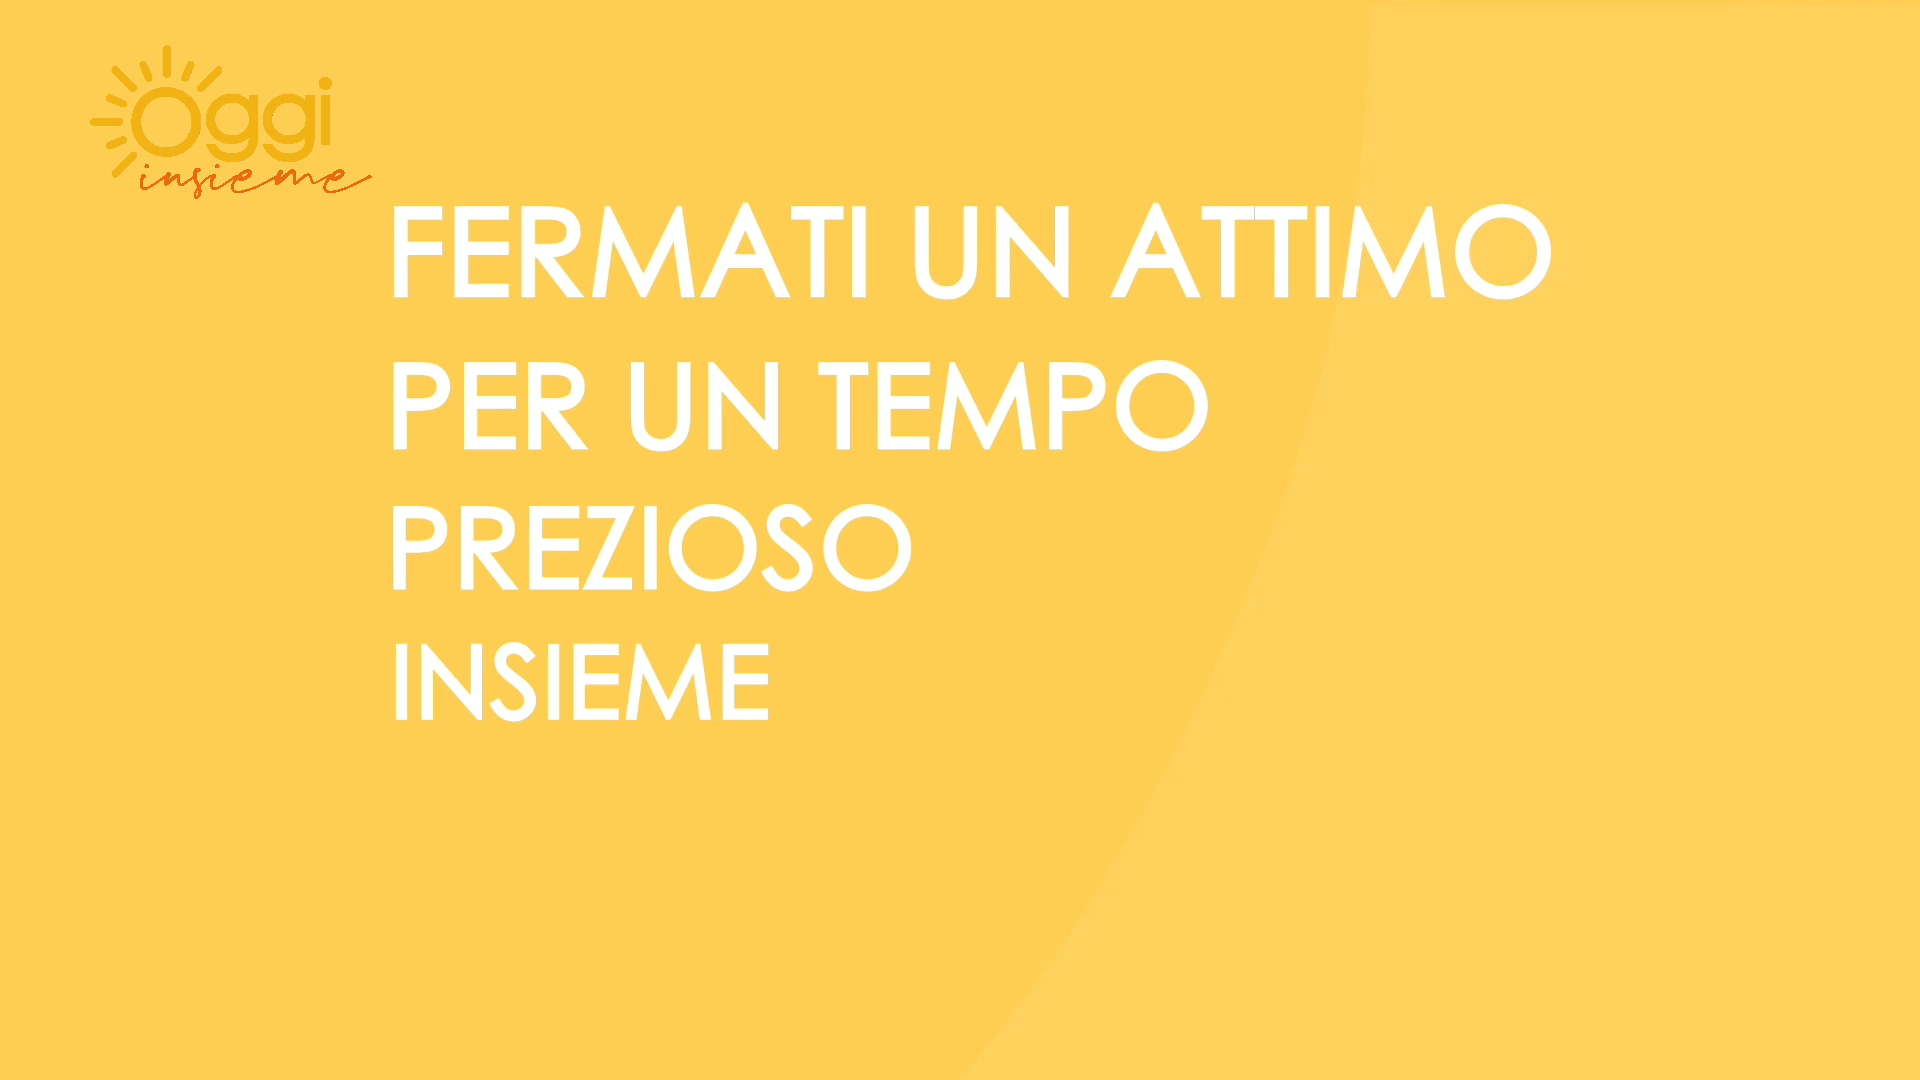 Oggi
insieme
FERMATI UN ATTIMO
PER UN TEMPO
PREZIOSO
INSIEME